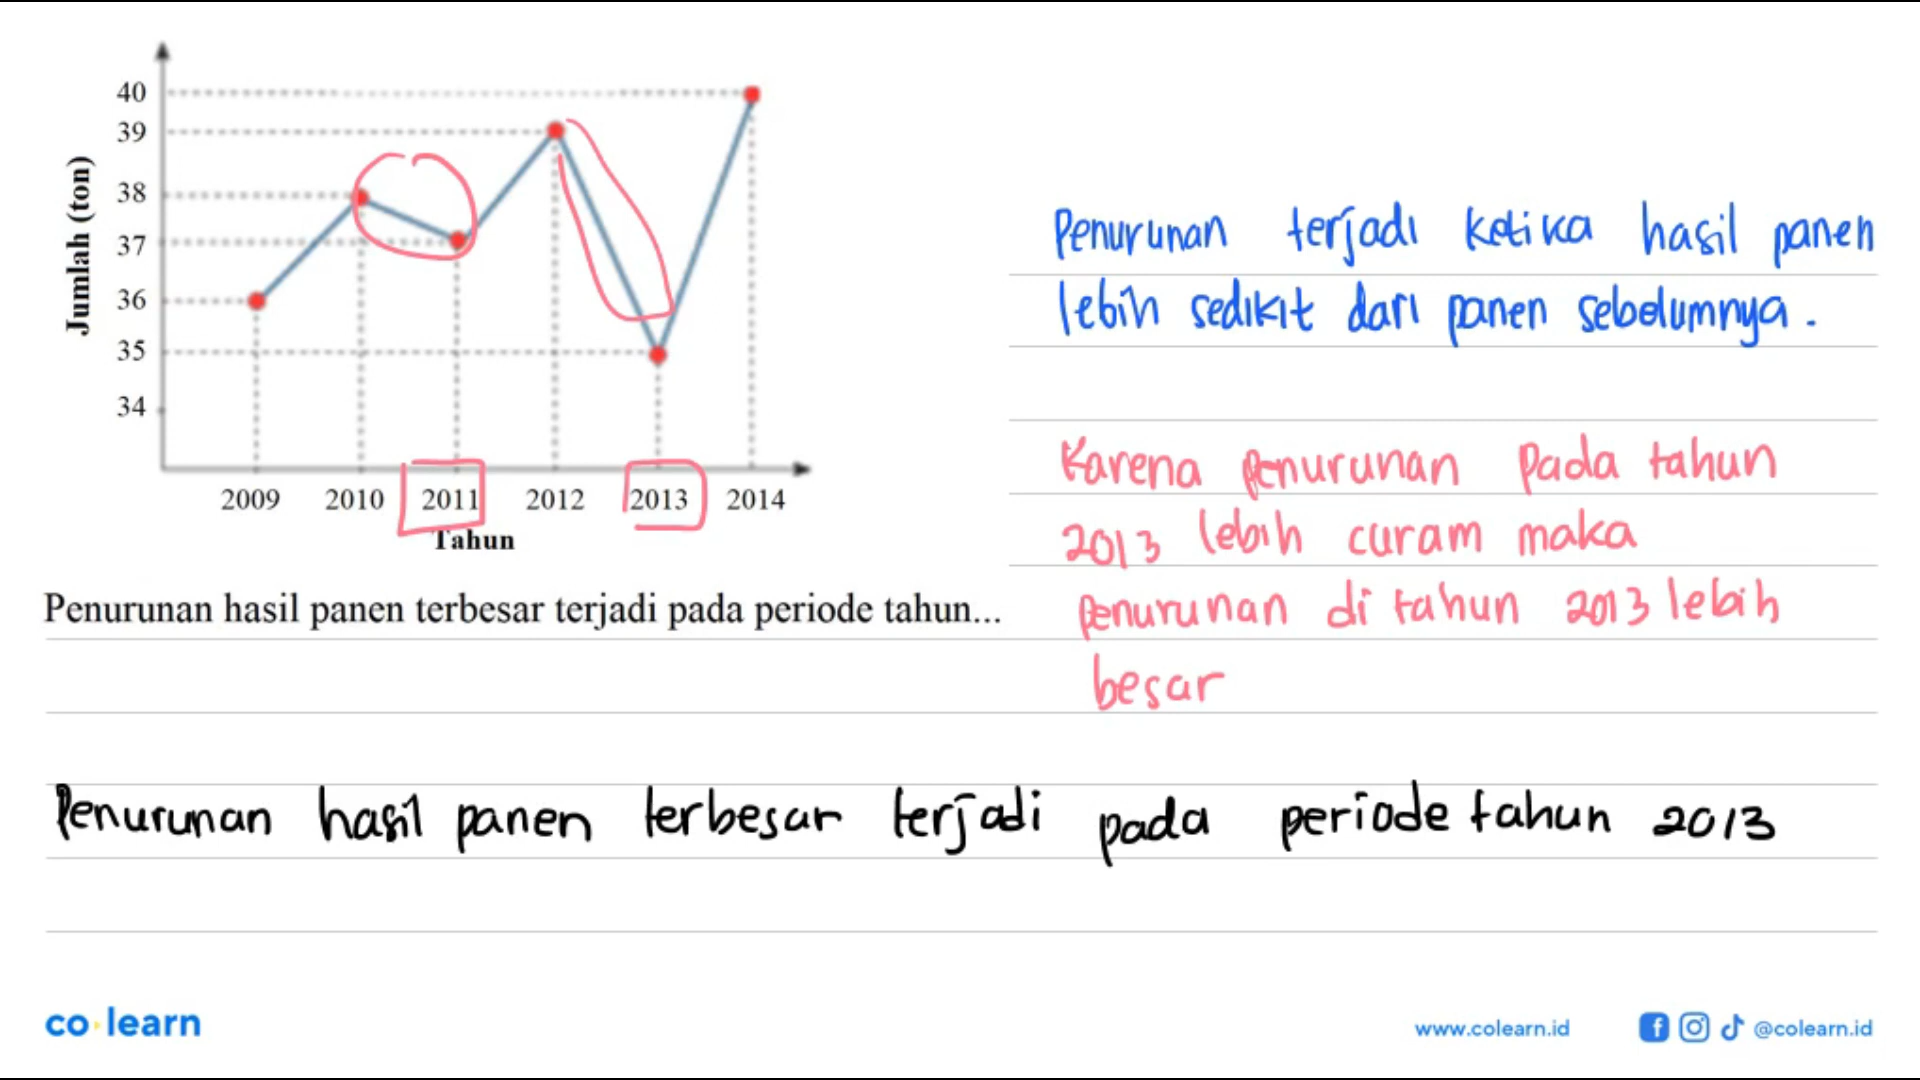 40
39
38
37
36
35
34
Jumlah (ton)
2009 2010 2011 2012 2013 2014
Tahun
Penurunan hasil panen terbesar terjadi pada periode tahun...
Penurunan terjadi ketika hasil panen
lebih sedikit dari panen sebelumnya.
Karena penurunan pada tahun
2013 lebih curam maka
penurunan di tahun 2013 lebih
besar
Penurunan hasil panen terbesar terjadi pada periode tahun 2013
co learn
www.colearn.id
@colearn.id